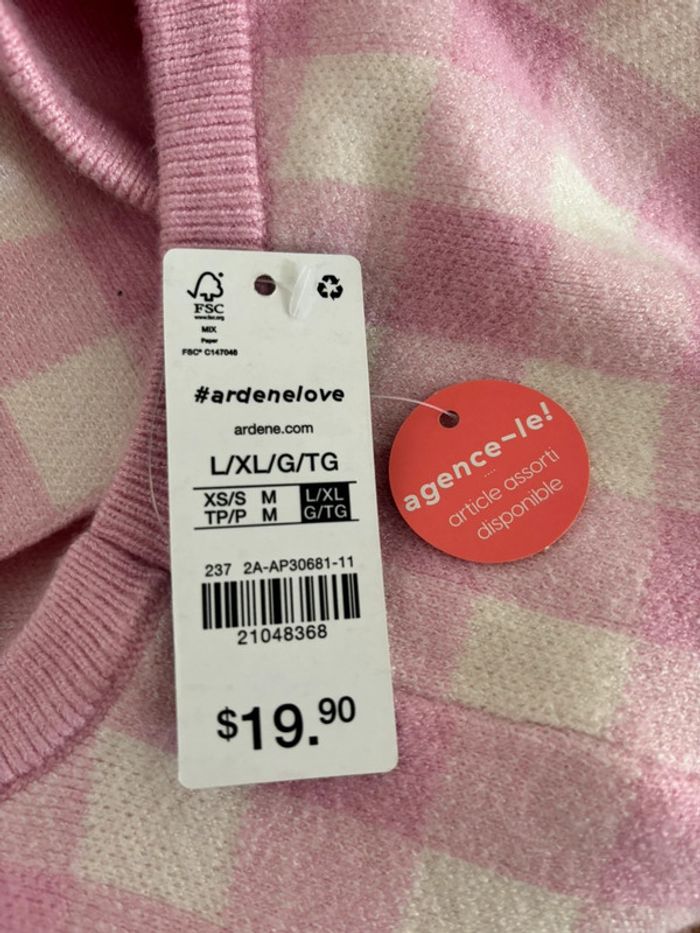 FSC
www.fsc.org
MIX
Paper
FSC® C147046
#ardenelove
ardene.com
L/XL/G/TG
XS/S M L/XL
TP/P M G/TG
237 2A-AP30681-11
21048368
$19.90
agence-le!
article assorti
disponible